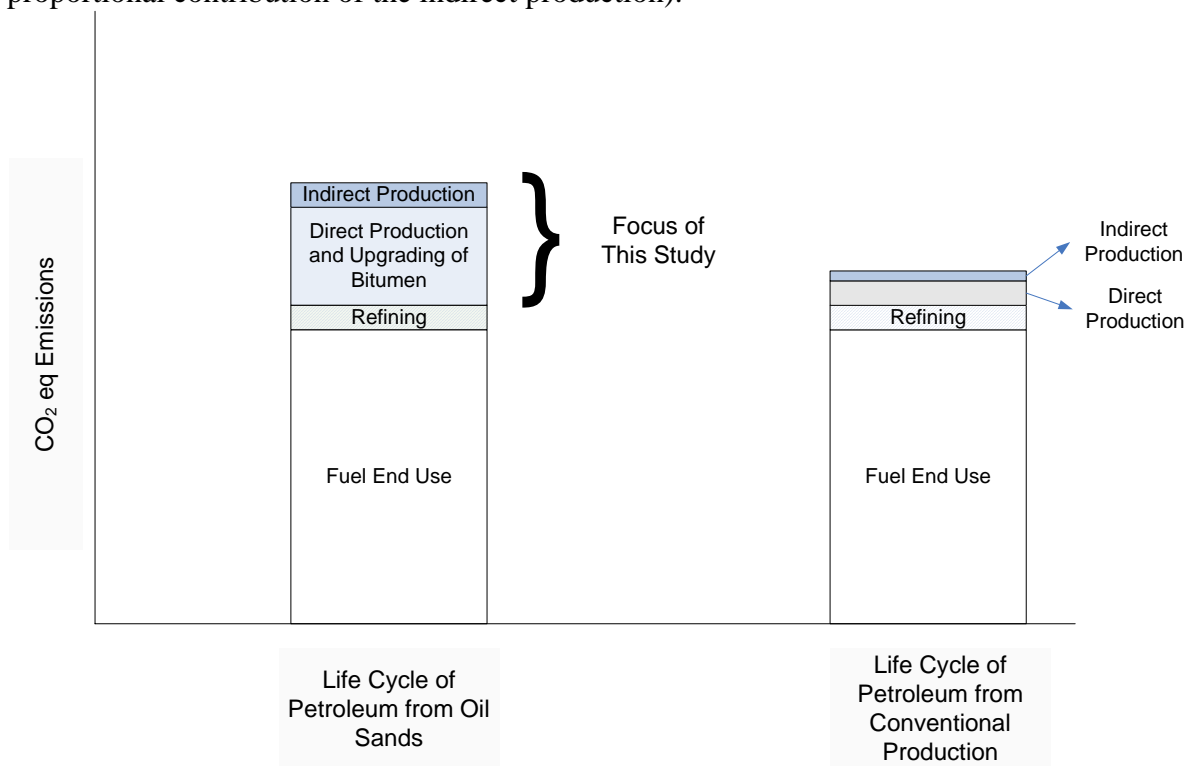 proportional contribution of the indirect production).
CO₂ eq Emissions
Indirect Production
Direct Production
and Upgrading of
Bitumen
Refining
Fuel End Use
}
Focus of
This Study
Indirect
Production
Direct
Production
Refining
Fuel End Use
Life Cycle of
Petroleum from Oil
Sands
Life Cycle of
Petroleum from
Conventional
Production